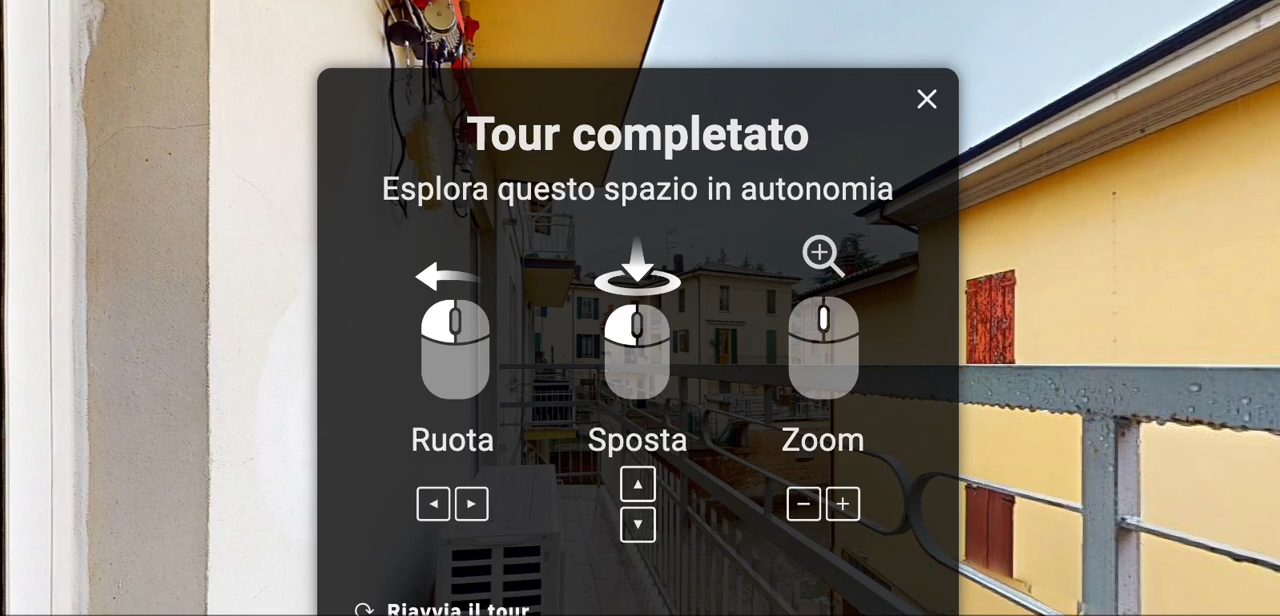 Tour completato
Esplora questo spazio in autonomia
Ruota
Sposta
Zoom
Riavvia il tour